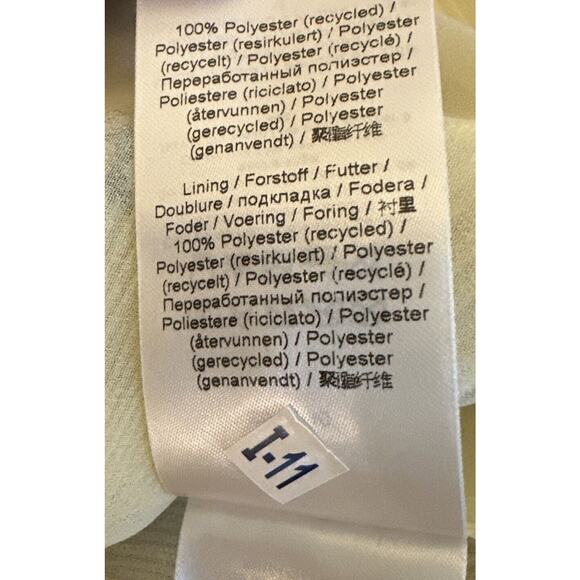 100% Polyester (recycled) /
Polyester (resirkulert) / Polyester
(recycelt) / Polyester (recyclé) /
Переработанный полиэстер /
Poliestere (riciclato) / Polyester
(återvunnen) / Polyester
(gerecycled) / Polyester
(genanvendt) / 聚酯纤维
Lining / Forstoff / Futter /
Doublure / подкладка / Fodera /
Foder / Voering / Foring / 衬里
100% Polyester (recycled) /
Polyester (resirkulert) / Polyester
(recycelt) / Polyester (recyclé) /
Переработанный полиэстер /
Poliestere (riciclato) / Polyester
(återvunnen) / Polyester
(gerecycled) / Polyester
(genanvendt) / 聚酯纤维
I-11